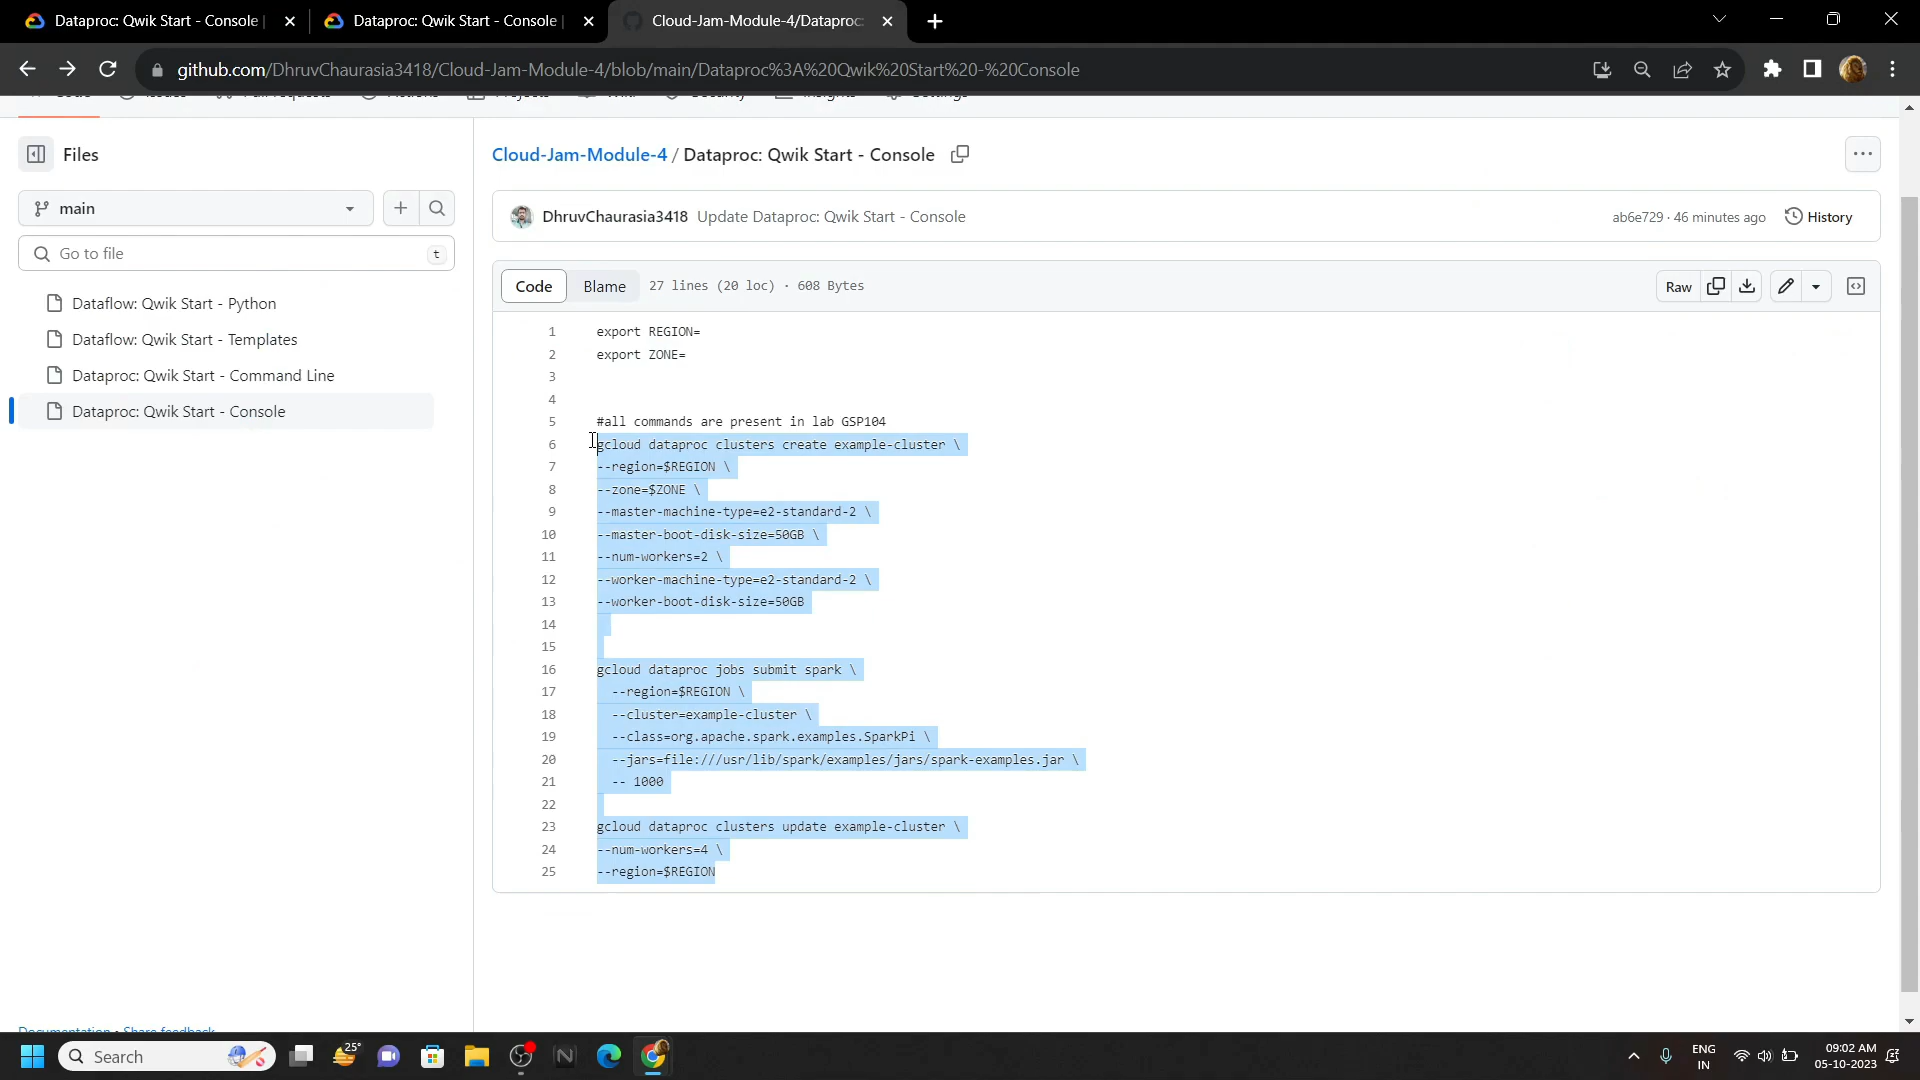 Dataproc: Qwik Start - Console
Dataproc: Qwik Start - Console
Cloud-Jam-Module-4/Dataproc:
github.com/DhruvChaurasia3418/Cloud-Jam-Module-4/blob/main/Dataproc%3A%20Qwik%20Start%20-%20Console
Files
Cloud-Jam-Module-4 / Dataproc: Qwik Start - Console
main
DhruvChaurasia3418 Update Dataproc: Qwik Start - Console
ab6e729 · 46 minutes ago
History
Go to file
t
Code
Blame
27 lines (20 loc) · 608 Bytes
Raw
Dataflow: Qwik Start - Python
Dataflow: Qwik Start - Templates
Dataproc: Qwik Start - Command Line
Dataproc: Qwik Start - Console
1 export REGION=
2 export ZONE=
3
4
5 #all commands are present in lab GSP104
6 gcloud dataproc clusters create example-cluster \
7 --region=$REGION \
8 --zone=$ZONE \
9 --master-machine-type=e2-standard-2 \
10 --master-boot-disk-size=50GB \
11 --num-workers=2 \
12 --worker-machine-type=e2-standard-2 \
13 --worker-boot-disk-size=50GB
14
15
16 gcloud dataproc jobs submit spark \
17 --region=$REGION \
18 --cluster=example-cluster \
19 --class=org.apache.spark.examples.SparkPi \
20 --jars=file:///usr/lib/spark/examples/jars/spark-examples.jar \
21 -- 1000
22
23 gcloud dataproc clusters update example-cluster \
24 --num-workers=4 \
25 --region=$REGION
Documentation · Share feedback
Search
25°
ENG
IN
09:02 AM
05-10-2023